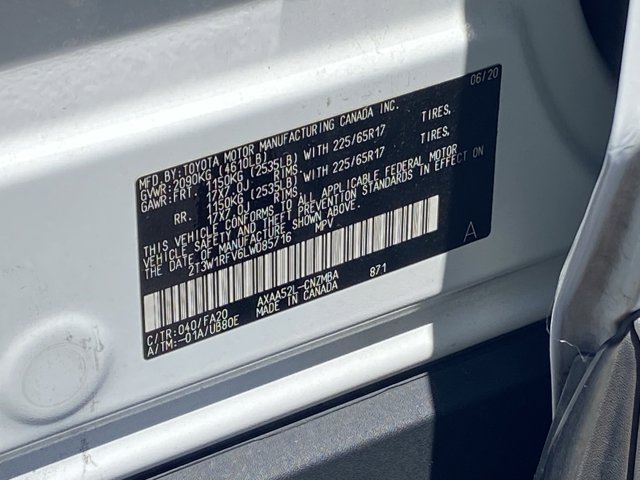 06/20
MFD.BY:TOYOTA MOTOR MANUFACTURING CANADA INC.
GVWR: 2090KG (4610LB)
GAWR:FRT. 1150KG (2535LB) WITH 225/65R17 TIRES,
17X7.0J RIMS,
RR. 1150KG (2535LB) WITH 225/65R17 TIRES,
17X7.0J RIMS.
THIS VEHICLE CONFORMS TO ALL APPLICABLE FEDERAL MOTOR
VEHICLE SAFETY AND THEFT PREVENTION STANDARDS IN EFFECT ON
THE DATE OF MANUFACTURE SHOWN ABOVE.
2T3W1RFV6LW085716 MPV
A
C/TR:040/FA20 AXAA52L-CNZMBA 871
A/TM:-01A/UB80E MADE IN CANADA